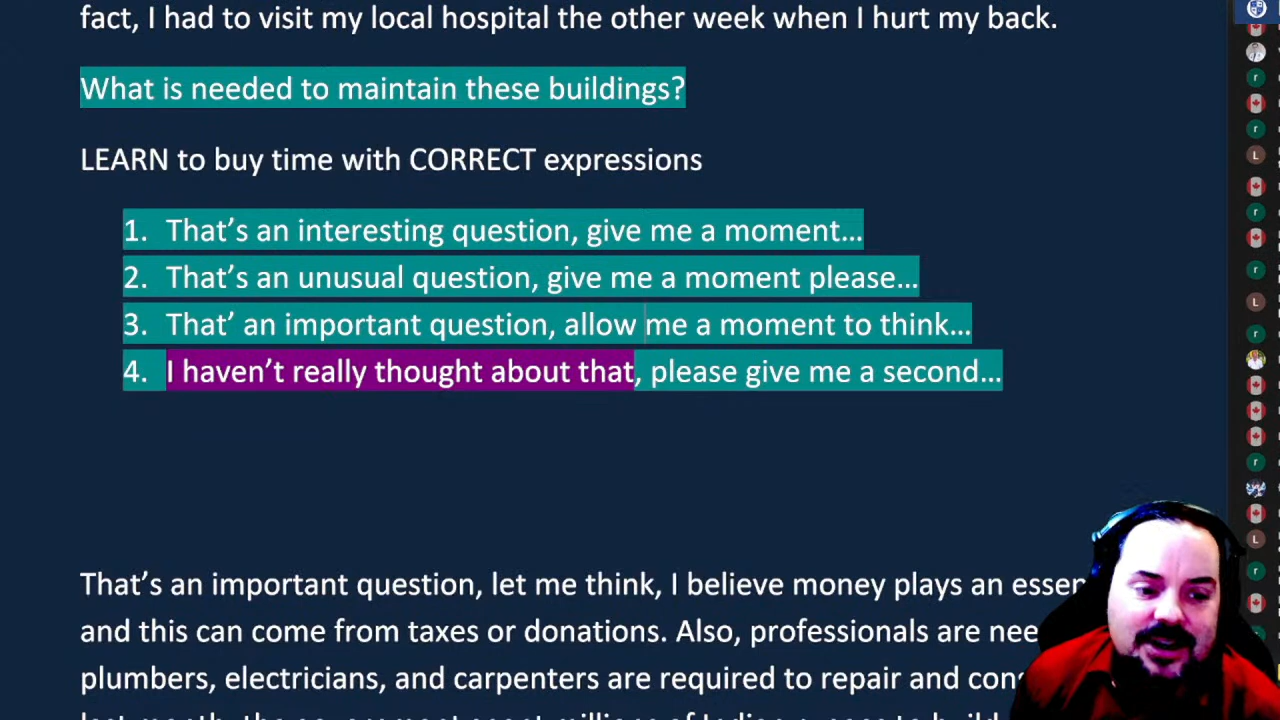 fact, I had to visit my local hospital the other week when I hurt my back.
What is needed to maintain these buildings?
LEARN to buy time with CORRECT expressions
1. That’s an interesting question, give me a moment…
2. That’s an unusual question, give me a moment please…
3. That’ an important question, allow me a moment to think…
4. I haven’t really thought about that, please give me a second…
That’s an important question, let me think, I believe money plays an
and this can come from taxes or donations. Also, professionals are
plumbers, electricians, and carpenters are required to repair and